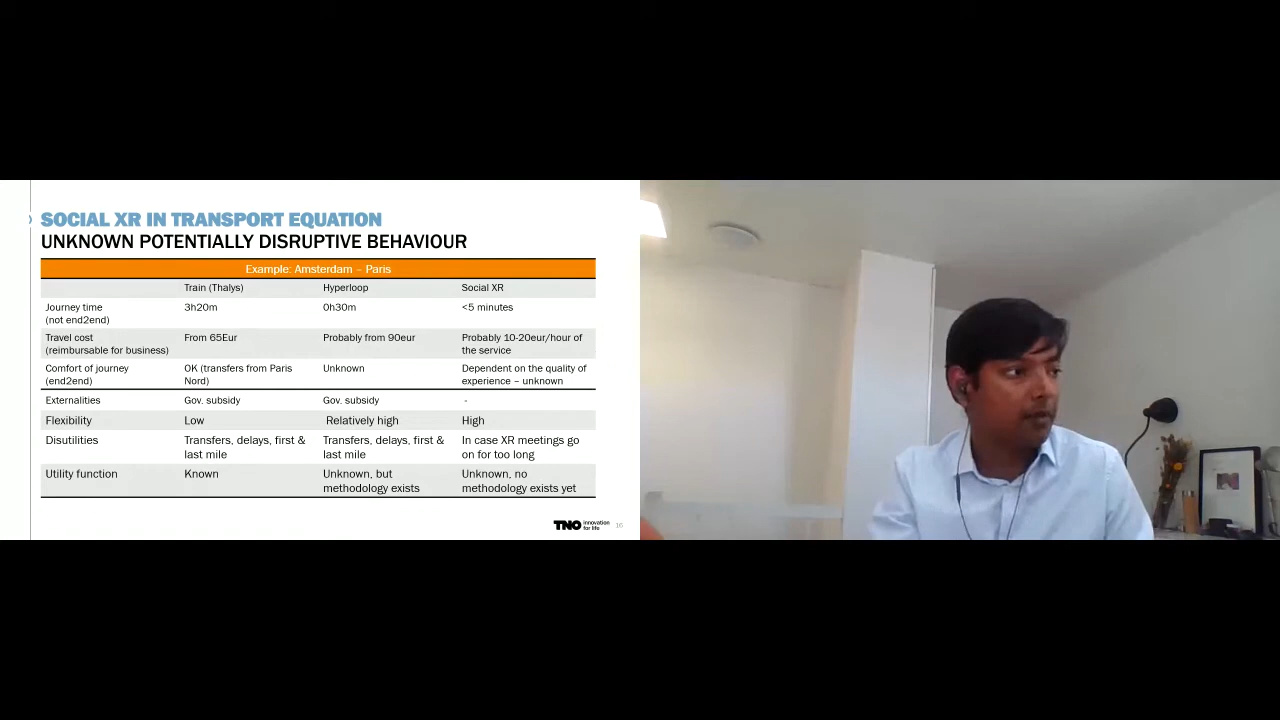 SOCIAL XR IN TRANSPORT EQUATION
UNKNOWN POTENTIALLY DISRUPTIVE BEHAVIOUR
Example: Amsterdam – Paris
Train (Thalys) Hyperloop Social XR
Journey time 3h20m 0h30m <5 minutes
(not end2end)
Travel cost From 65Eur Probably from 90eur Probably 10-20eur/hour of
(reimbursable for business) the service
Comfort of journey OK (transfers from Paris Unknown Dependent on the quality of
(end2end) Nord) experience – unknown
Externalities Gov. subsidy Gov. subsidy -
Flexibility Low Relatively high High
Disutilities Transfers, delays, first & Transfers, delays, first & In case XR meetings go
last mile last mile on for too long
Utility function Known Unknown, but Unknown, no
methodology exists methodology exists yet
TNO innovation
for life
16